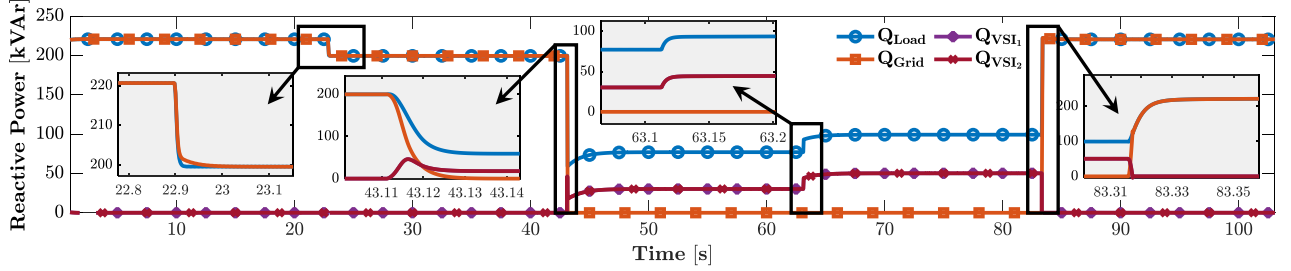 Reactive Power [kVAr]
250
200
150
100
50
0
Q_Load
Q_Grid
Q_VSI₁
Q_VSI₂
220
210
200
22.8 22.9 23 23.1
200
100
0
43.11 43.12 43.13 43.14
100
50
0
63.1 63.15 63.2
200
100
0
83.31 83.33 83.35
10 20 30 40 50 60 70 80 90 100
Time [s]